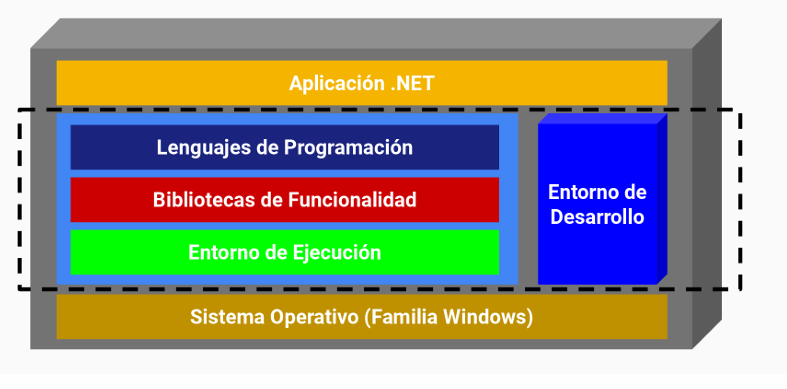 Aplicación .NET
Lenguajes de Programación
Bibliotecas de Funcionalidad
Entorno de Ejecución
Entorno de
Desarrollo
Sistema Operativo (Familia Windows)